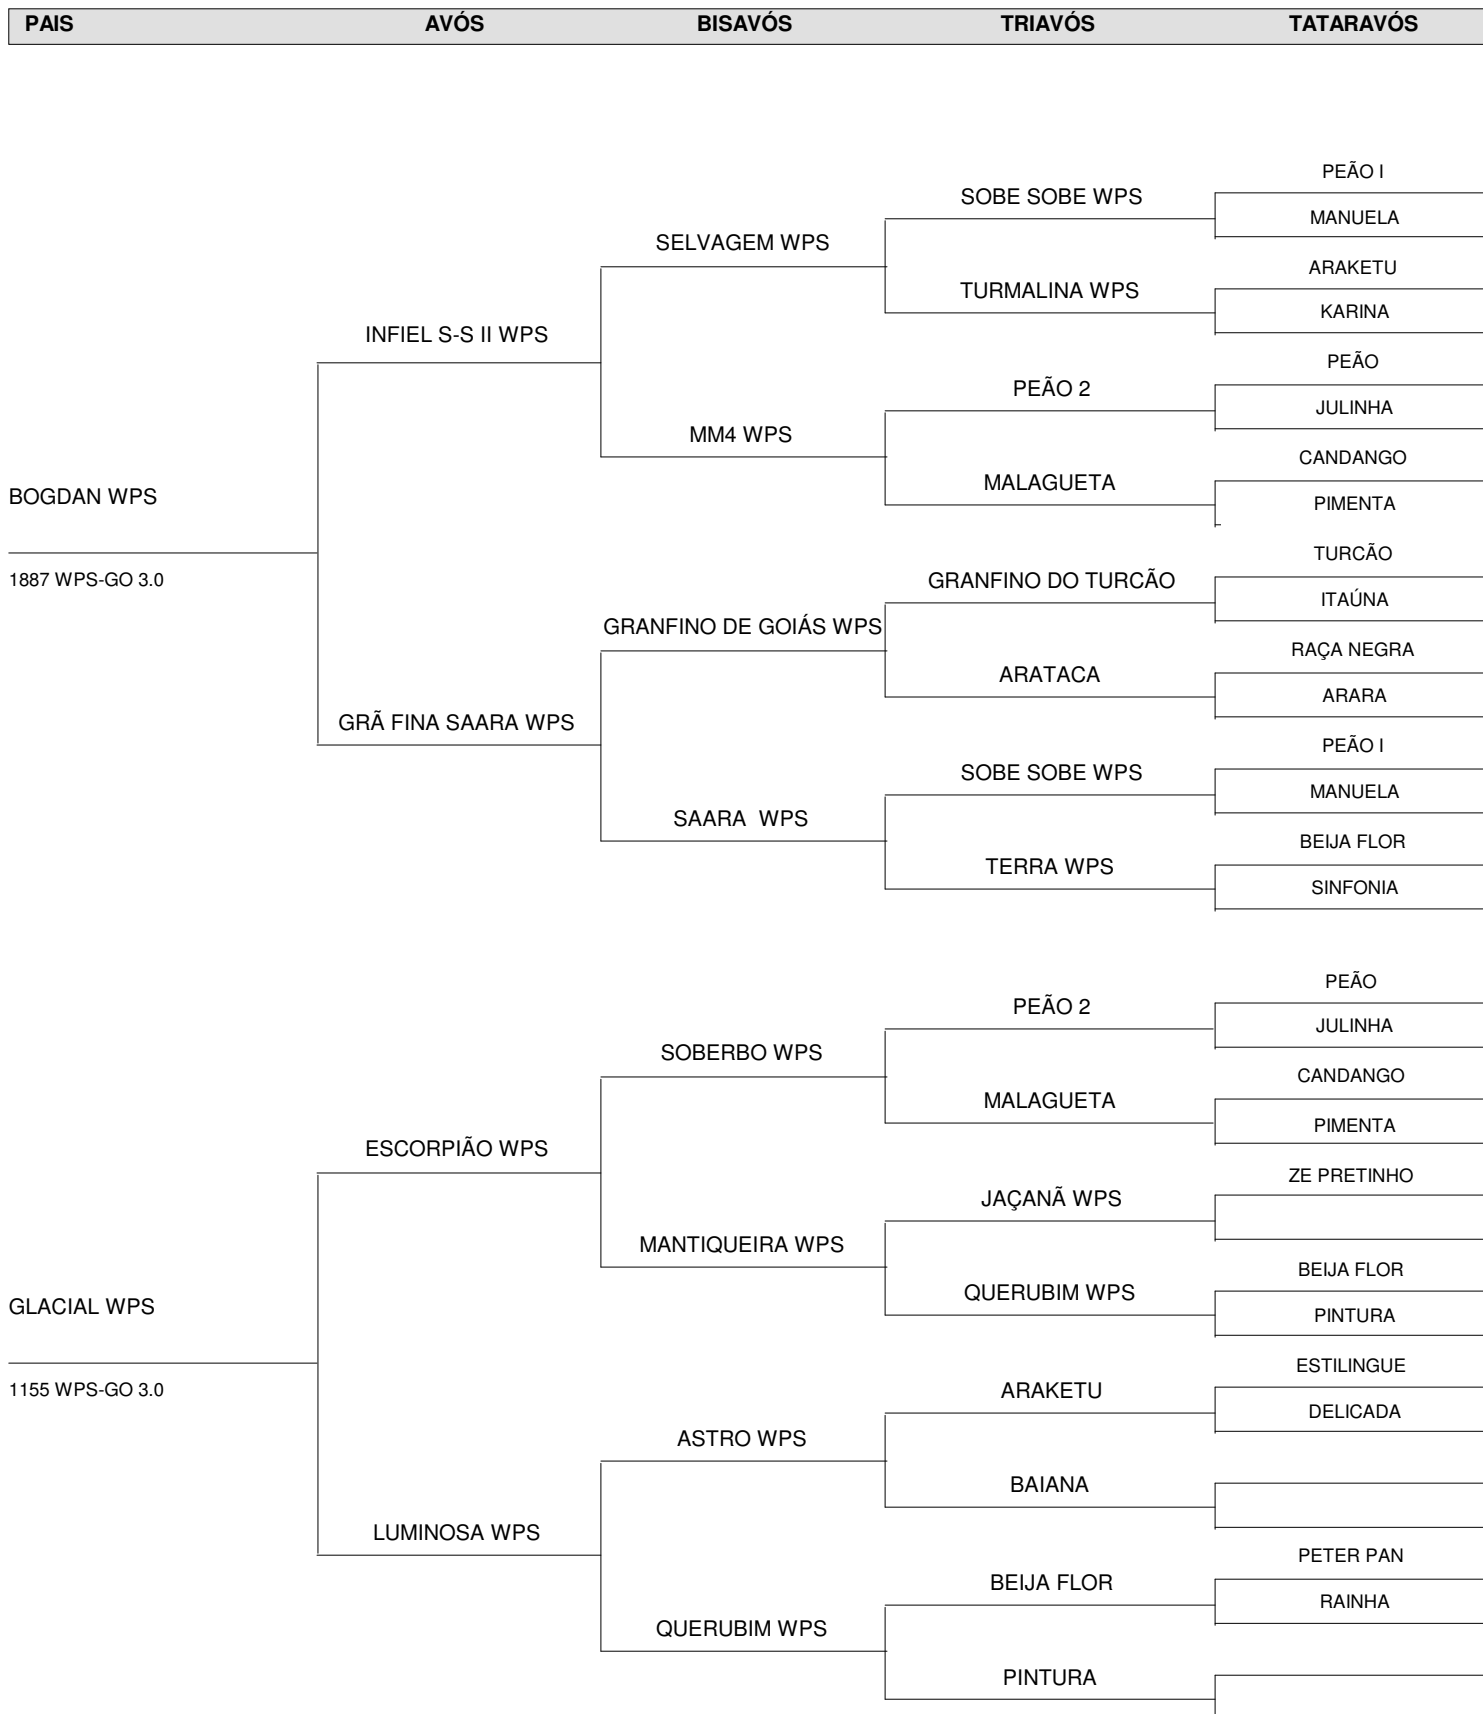 PAIS AVÓS BISAVÓS TRIAVÓS TATARAVÓS
PEÃO I
SOBE SOBE WPS
MANUELA
SELVAGEM WPS
ARAKETU
TURMALINA WPS
KARINA
INFIEL S-S II WPS
PEÃO
PEÃO 2
JULINHA
MM4 WPS
CANDANGO
MALAGUETA
BOGDAN WPS
PIMENTA
TURCÃO
1887 WPS-GO 3.0
GRANFINO DO TURCÃO
ITAÚNA
GRANFINO DE GOIÁS WPS
RAÇA NEGRA
ARATACA
ARARA
GRÃ FINA SAARA WPS
PEÃO I
SOBE SOBE WPS
MANUELA
SAARA  WPS
BEIJA FLOR
TERRA WPS
SINFONIA
PEÃO
PEÃO 2
JULINHA
SOBERBO WPS
CANDANGO
MALAGUETA
PIMENTA
ESCORPIÃO WPS
ZE PRETINHO
JAÇANÃ WPS
MANTIQUEIRA WPS
BEIJA FLOR
QUERUBIM WPS
GLACIAL WPS
PINTURA
ESTILINGUE
1155 WPS-GO 3.0
ARAKETU
DELICADA
ASTRO WPS
BAIANA
LUMINOSA WPS
PETER PAN
BEIJA FLOR
RAINHA
QUERUBIM WPS
PINTURA